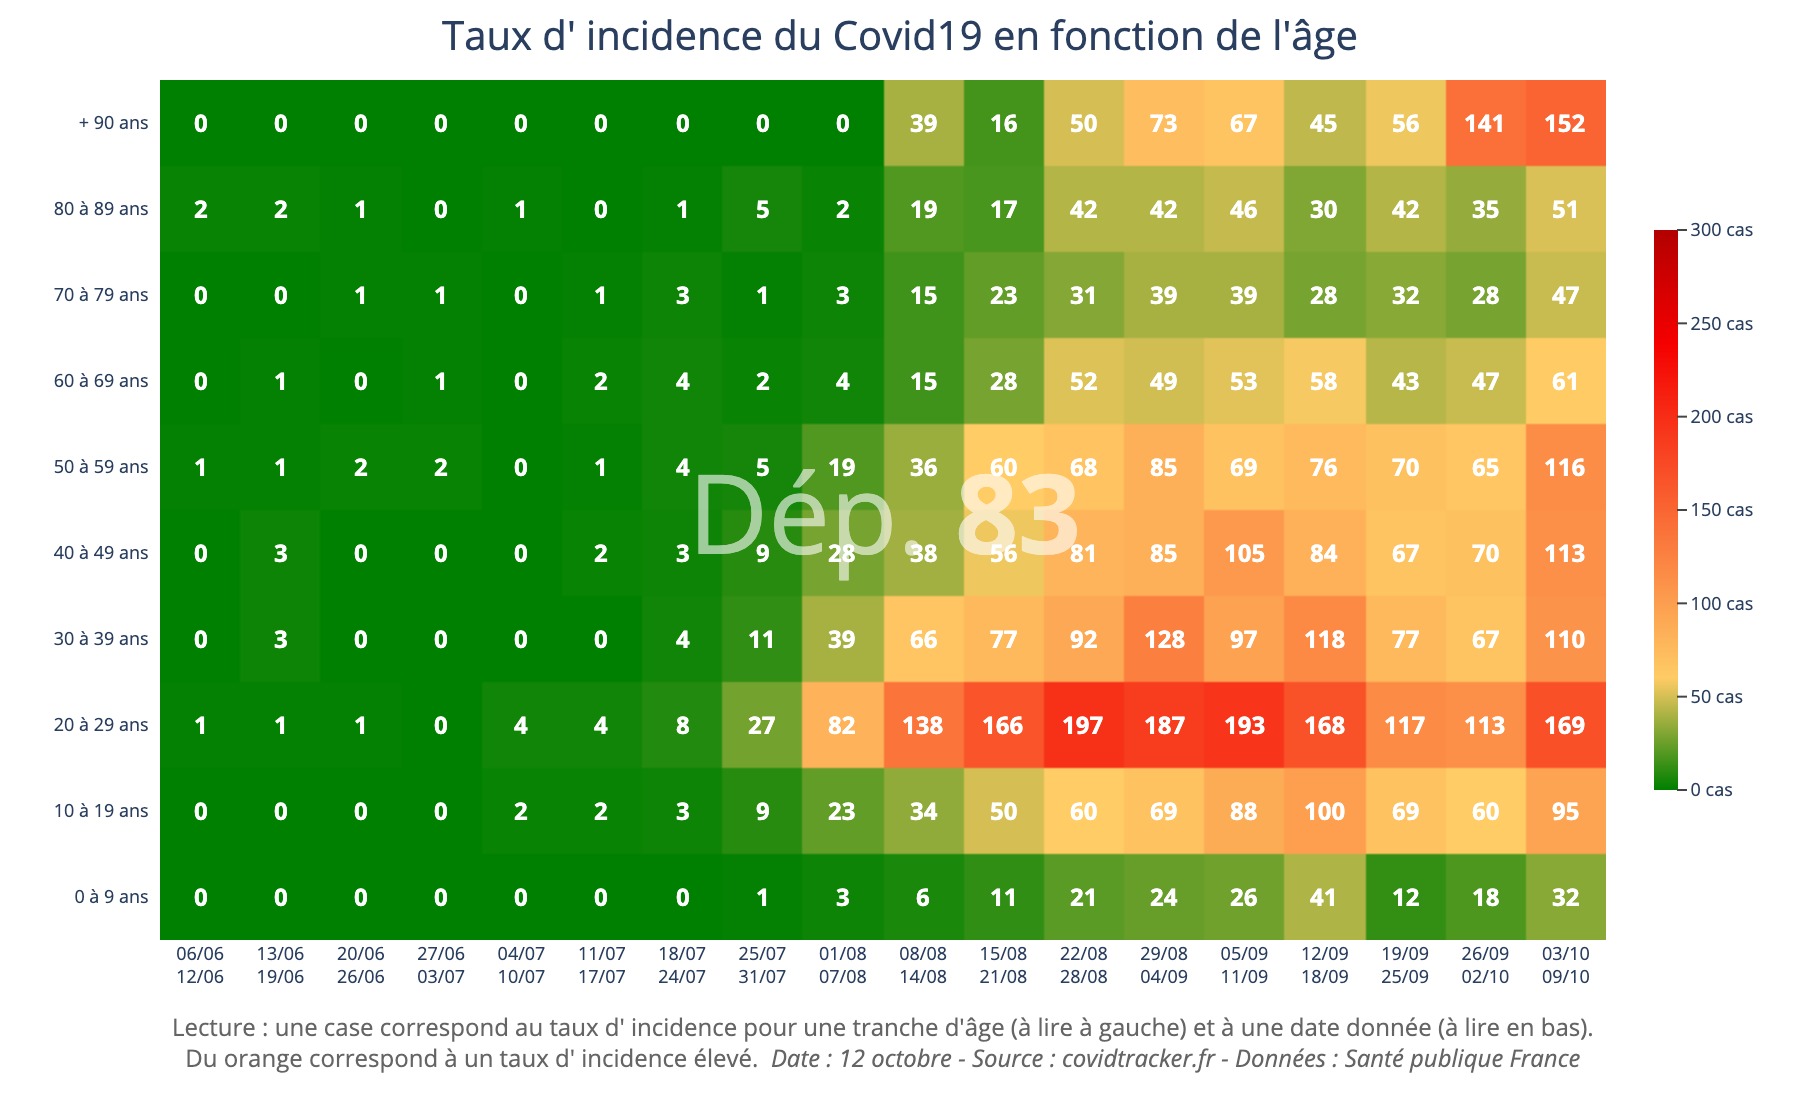 Taux d' incidence du Covid19 en fonction de l'âge
+ 90 ans 0 0 0 0 0 0 0 0 0 39 16 50 73 67 45 56 141 152
80 à 89 ans 2 2 1 0 1 0 1 5 2 19 17 42 42 46 30 42 35 51
300 cas
70 à 79 ans 0 0 1 1 0 1 3 1 3 15 23 31 39 39 28 32 28 47
250 cas
60 à 69 ans 0 1 0 1 0 2 4 2 4 15 28 52 49 53 58 43 47 61
200 cas
50 à 59 ans 1 1 2 2 0 1 4 5 19 36 60 68 85 69 76 70 65 116
Dép. 83
150 cas
40 à 49 ans 0 3 0 0 0 2 3 9 28 38 56 81 85 105 84 67 70 113
100 cas
30 à 39 ans 0 3 0 0 0 0 4 11 39 66 77 92 128 97 118 77 67 110
50 cas
20 à 29 ans 1 1 1 0 4 4 8 27 82 138 166 197 187 193 168 117 113 169
0 cas
10 à 19 ans 0 0 0 0 2 2 3 9 23 34 50 60 69 88 100 69 60 95
0 à 9 ans 0 0 0 0 0 0 0 1 3 6 11 21 24 26 41 12 18 32
06/06 13/06 20/06 27/06 04/07 11/07 18/07 25/07 01/08 08/08 15/08 22/08 29/08 05/09 12/09 19/09 26/09 03/10
12/06 19/06 26/06 03/07 10/07 17/07 24/07 31/07 07/08 14/08 21/08 28/08 04/09 11/09 18/09 25/09 02/10 09/10
Lecture : une case correspond au taux d' incidence pour une tranche d'âge (à lire à gauche) et à une date donnée (à lire en bas).
Du orange correspond à un taux d' incidence élevé. Date : 12 octobre - Source : covidtracker.fr - Données : Santé publique France